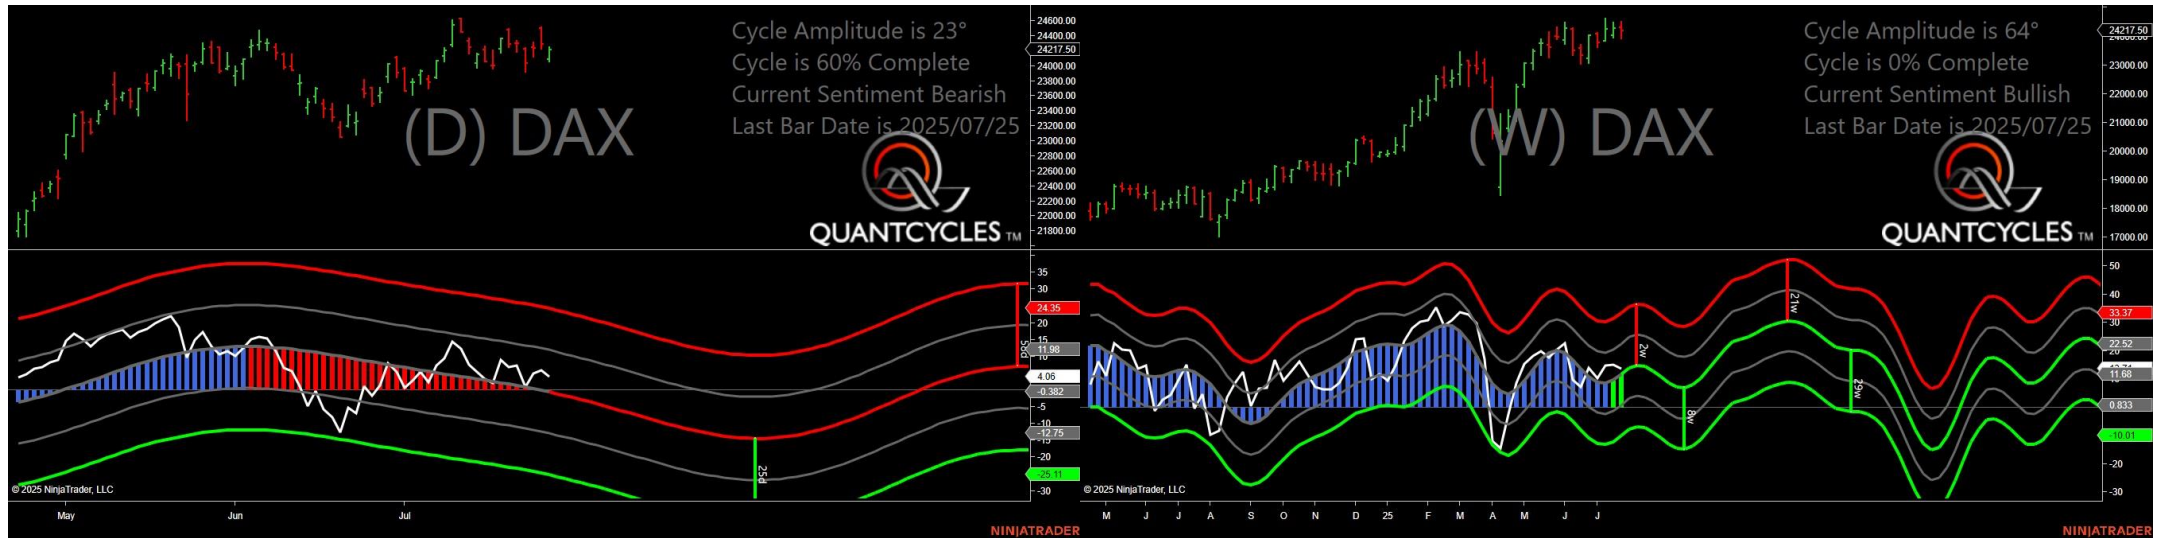 Cycle Amplitude is 23°
Cycle is 60% Complete
Current Sentiment Bearish
Last Bar Date is 2025/07/25
(D) DAX
QUANTCYCLES TM
24600.00
24400.00
24217.50
24000.00
23800.00
23600.00
23400.00
23200.00
23000.00
22800.00
22600.00
22400.00
22200.00
22000.00
21800.00
35
30
24.35
20
15
11.98
4.06
-0.382
-5
-10
-12.75
-15
-20
-25.11
-30
58d
25d
© 2025 NinjaTrader, LLC
May
Jun
Jul
NINJATRADER
Cycle Amplitude is 64°
Cycle is 0% Complete
Current Sentiment Bullish
Last Bar Date is 2025/07/25
(W) DAX
QUANTCYCLES TM
24217.50
24000.00
23000.00
22000.00
21000.00
20000.00
19000.00
18000.00
17000.00
50
40
33.37
30
22.52
20
11.68
0.833
-10.01
-20
-30
2w
8w
21w
29w
© 2025 NinjaTrader, LLC
M
J
J
A
S
O
N
D
25
F
M
A
M
J
J
NINJATRADER